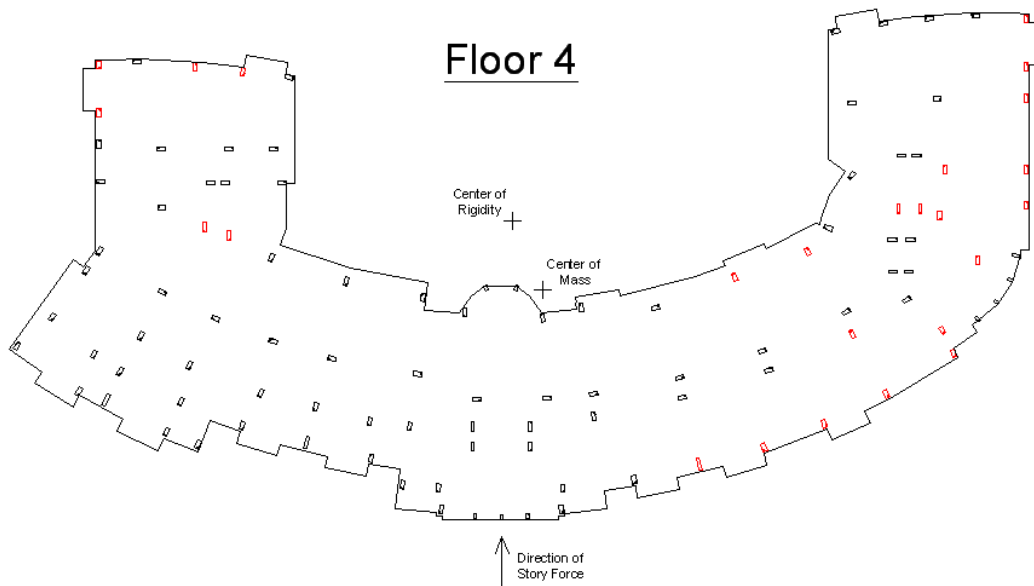 Floor 4
Center of
Rigidity
Center of
Mass
Direction of
Story Force